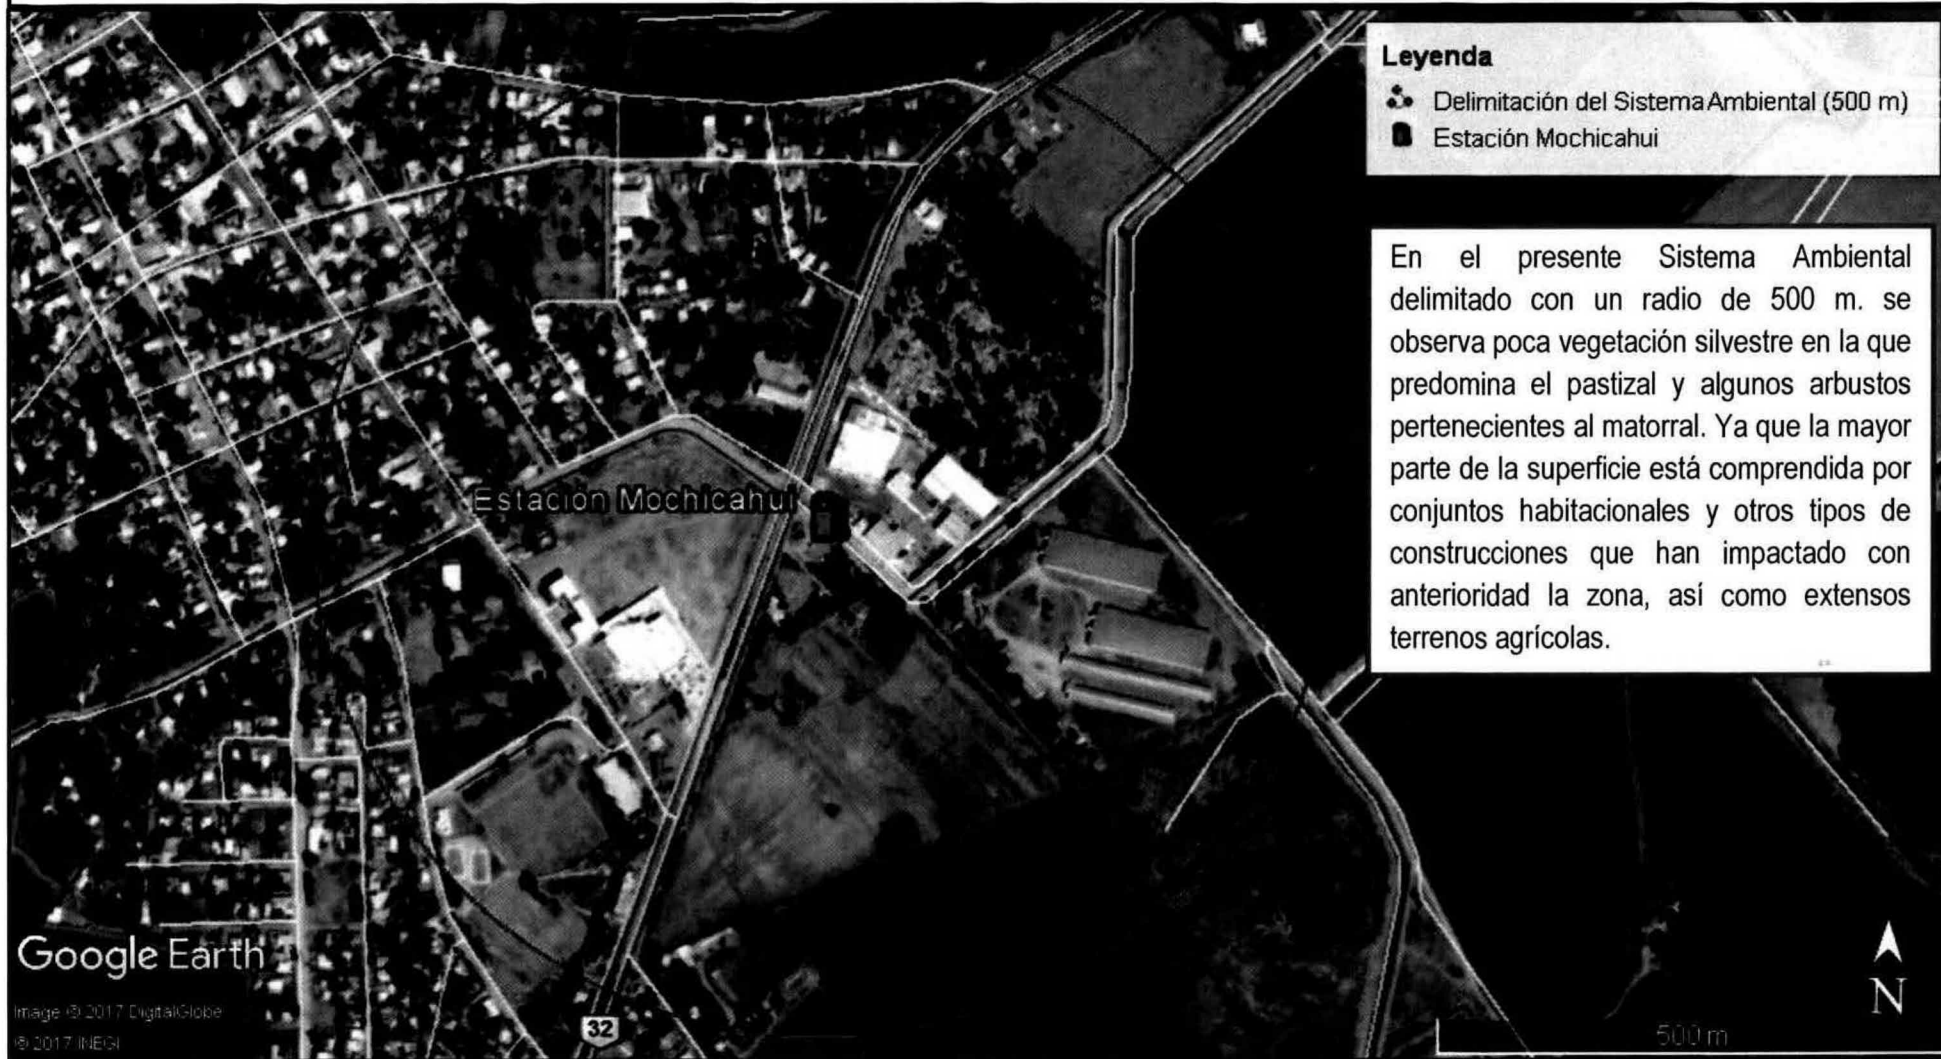 Leyenda
Delimitación del Sistema Ambiental (500 m)
Estación Mochicahui
En el presente Sistema Ambiental
delimitado con un radio de 500 m. se
observa poca vegetación silvestre en la que
predomina el pastizal y algunos arbustos
pertenecientes al matorral. Ya que la mayor
parte de la superficie está comprendida por
conjuntos habitacionales y otros tipos de
construcciones que han impactado con
anterioridad la zona, así como extensos
terrenos agrícolas.
Estación Mochicahui
Google Earth
Image © 2017 DigitalGlobe
© 2017 INEGI
32
N
500 m